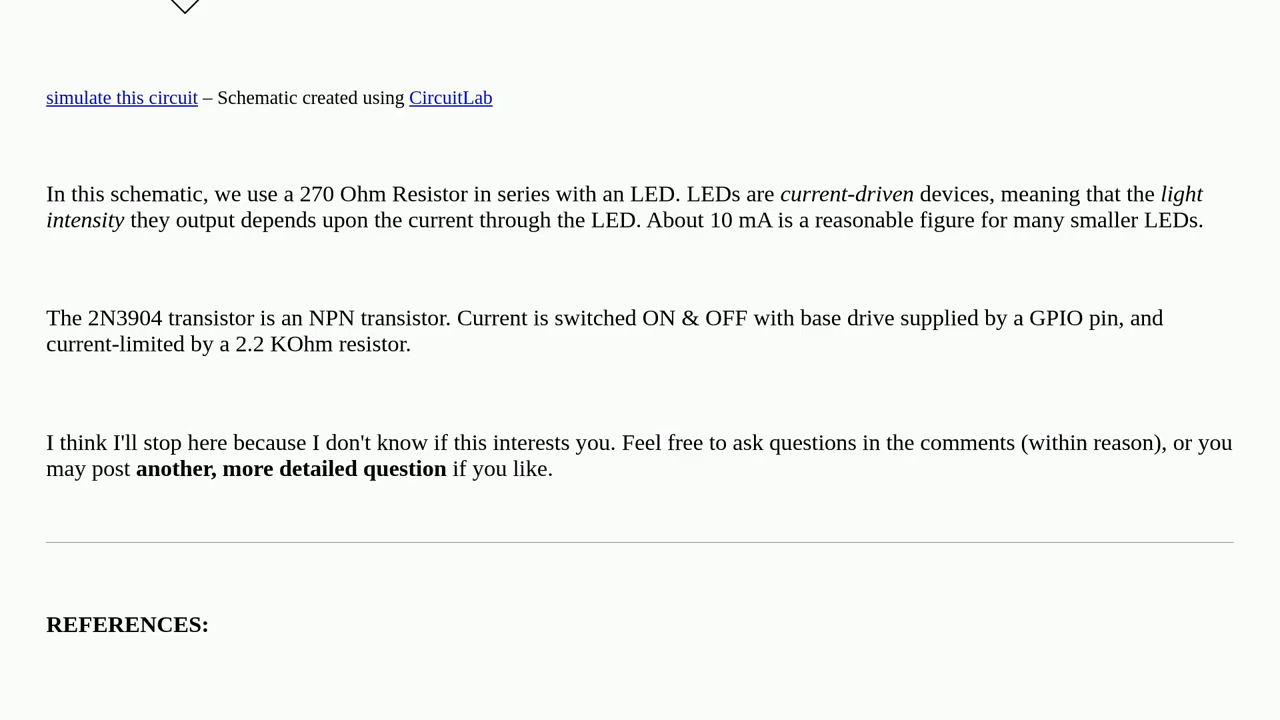 simulate this circuit – Schematic created using CircuitLab
In this schematic, we use a 270 Ohm Resistor in series with an LED. LEDs are current-driven devices, meaning that the light
intensity they output depends upon the current through the LED. About 10 mA is a reasonable figure for many smaller LEDs.
The 2N3904 transistor is an NPN transistor. Current is switched ON & OFF with base drive supplied by a GPIO pin, and
current-limited by a 2.2 KOhm resistor.
I think I'll stop here because I don't know if this interests you. Feel free to ask questions in the comments (within reason), or you
may post another, more detailed question if you like.
REFERENCES: